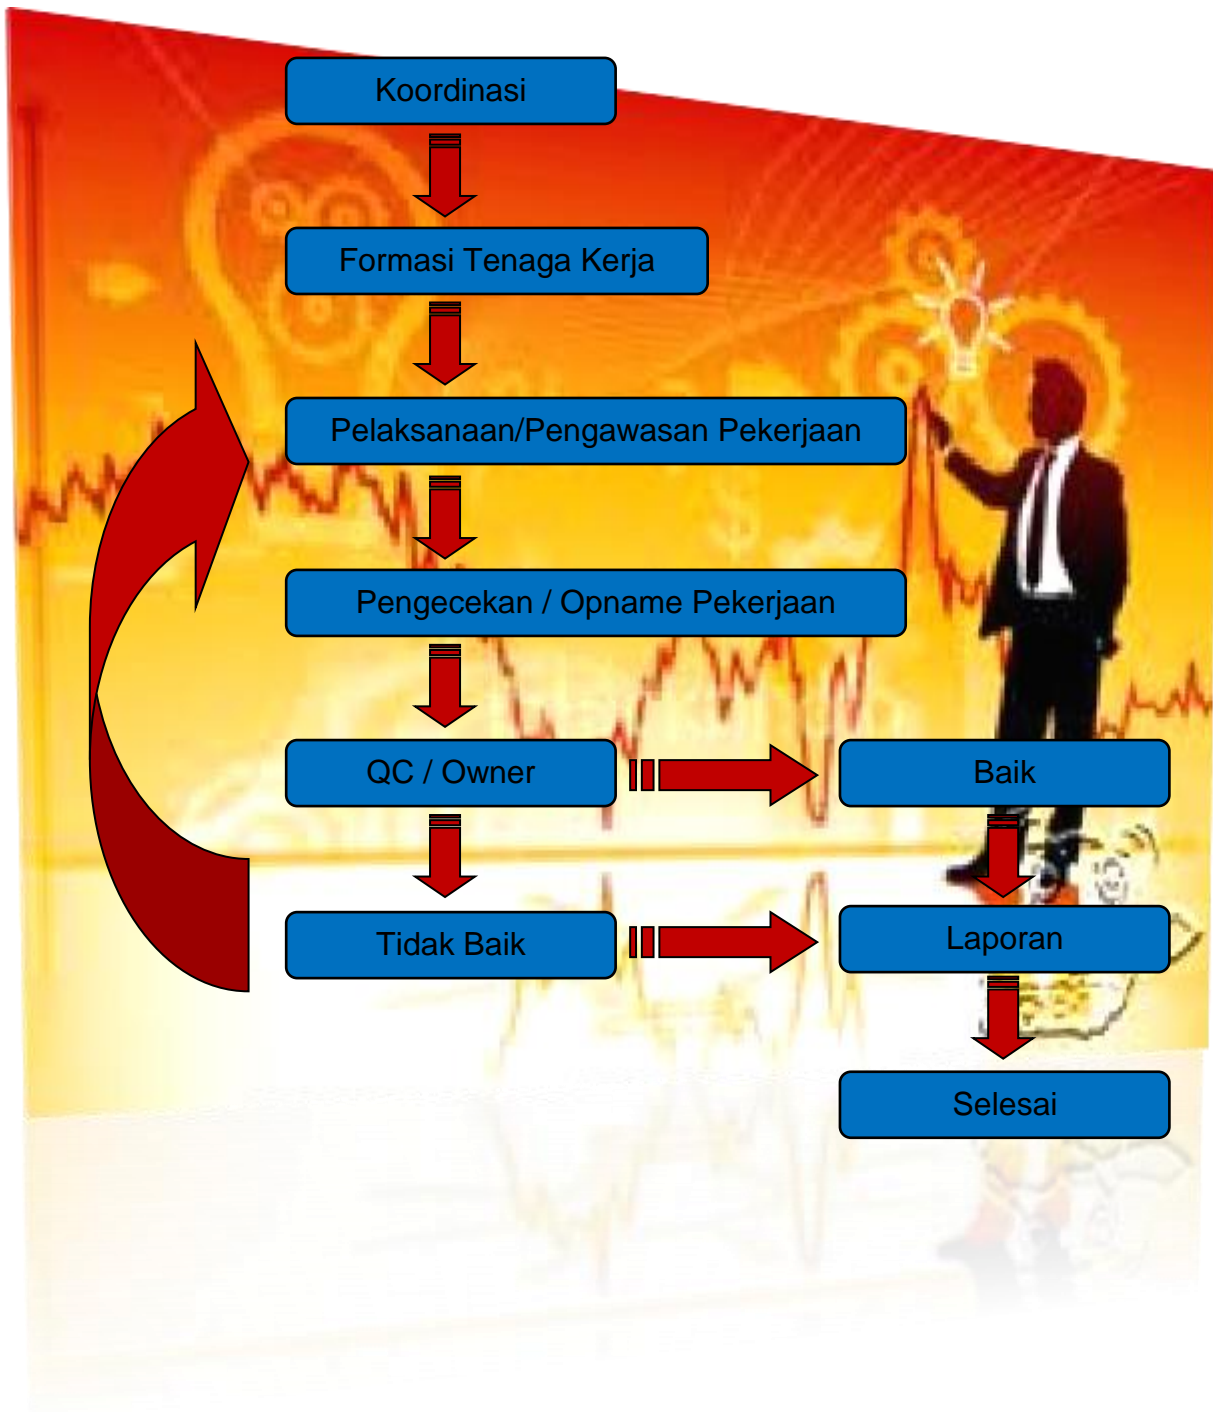 Koordinasi
Formasi Tenaga Kerja
Pelaksanaan/Pengawasan Pekerjaan
Pengecekan / Opname Pekerjaan
QC / Owner
Baik
Tidak Baik
Laporan
Selesai